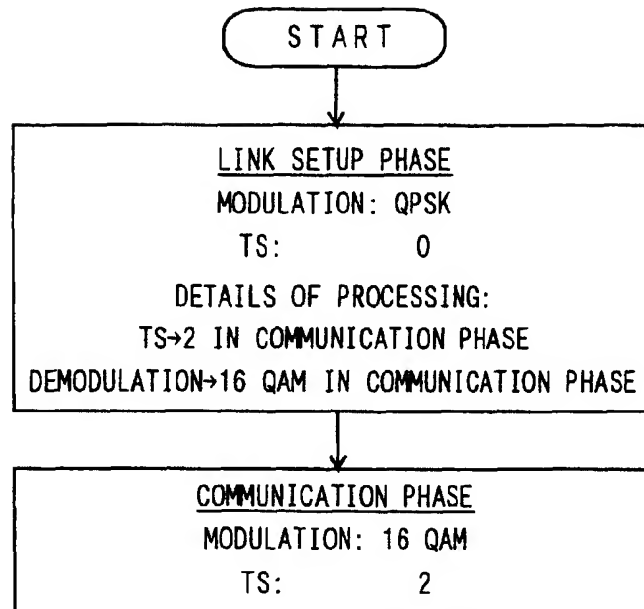 START
LINK SETUP PHASE
MODULATION: QPSK
TS: 0
DETAILS OF PROCESSING:
TS→2 IN COMMUNICATION PHASE
DEMODULATION→16 QAM IN COMMUNICATION PHASE
COMMUNICATION PHASE
MODULATION: 16 QAM
TS: 2